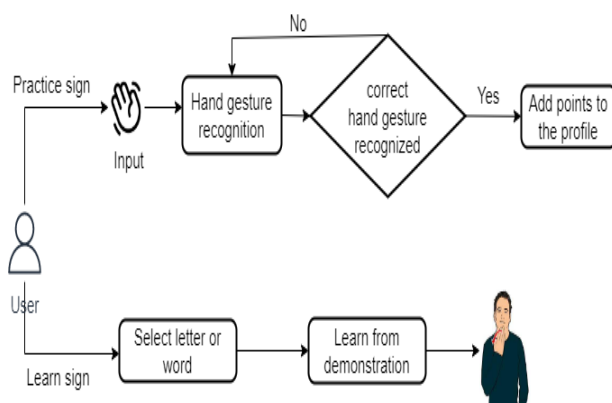 No
Practice sign
Hand gesture
recognition
correct
hand gesture
recognized
Yes
Add points to
the profile
Input
User
Select letter or
word
Learn from
demonstration
Learn sign